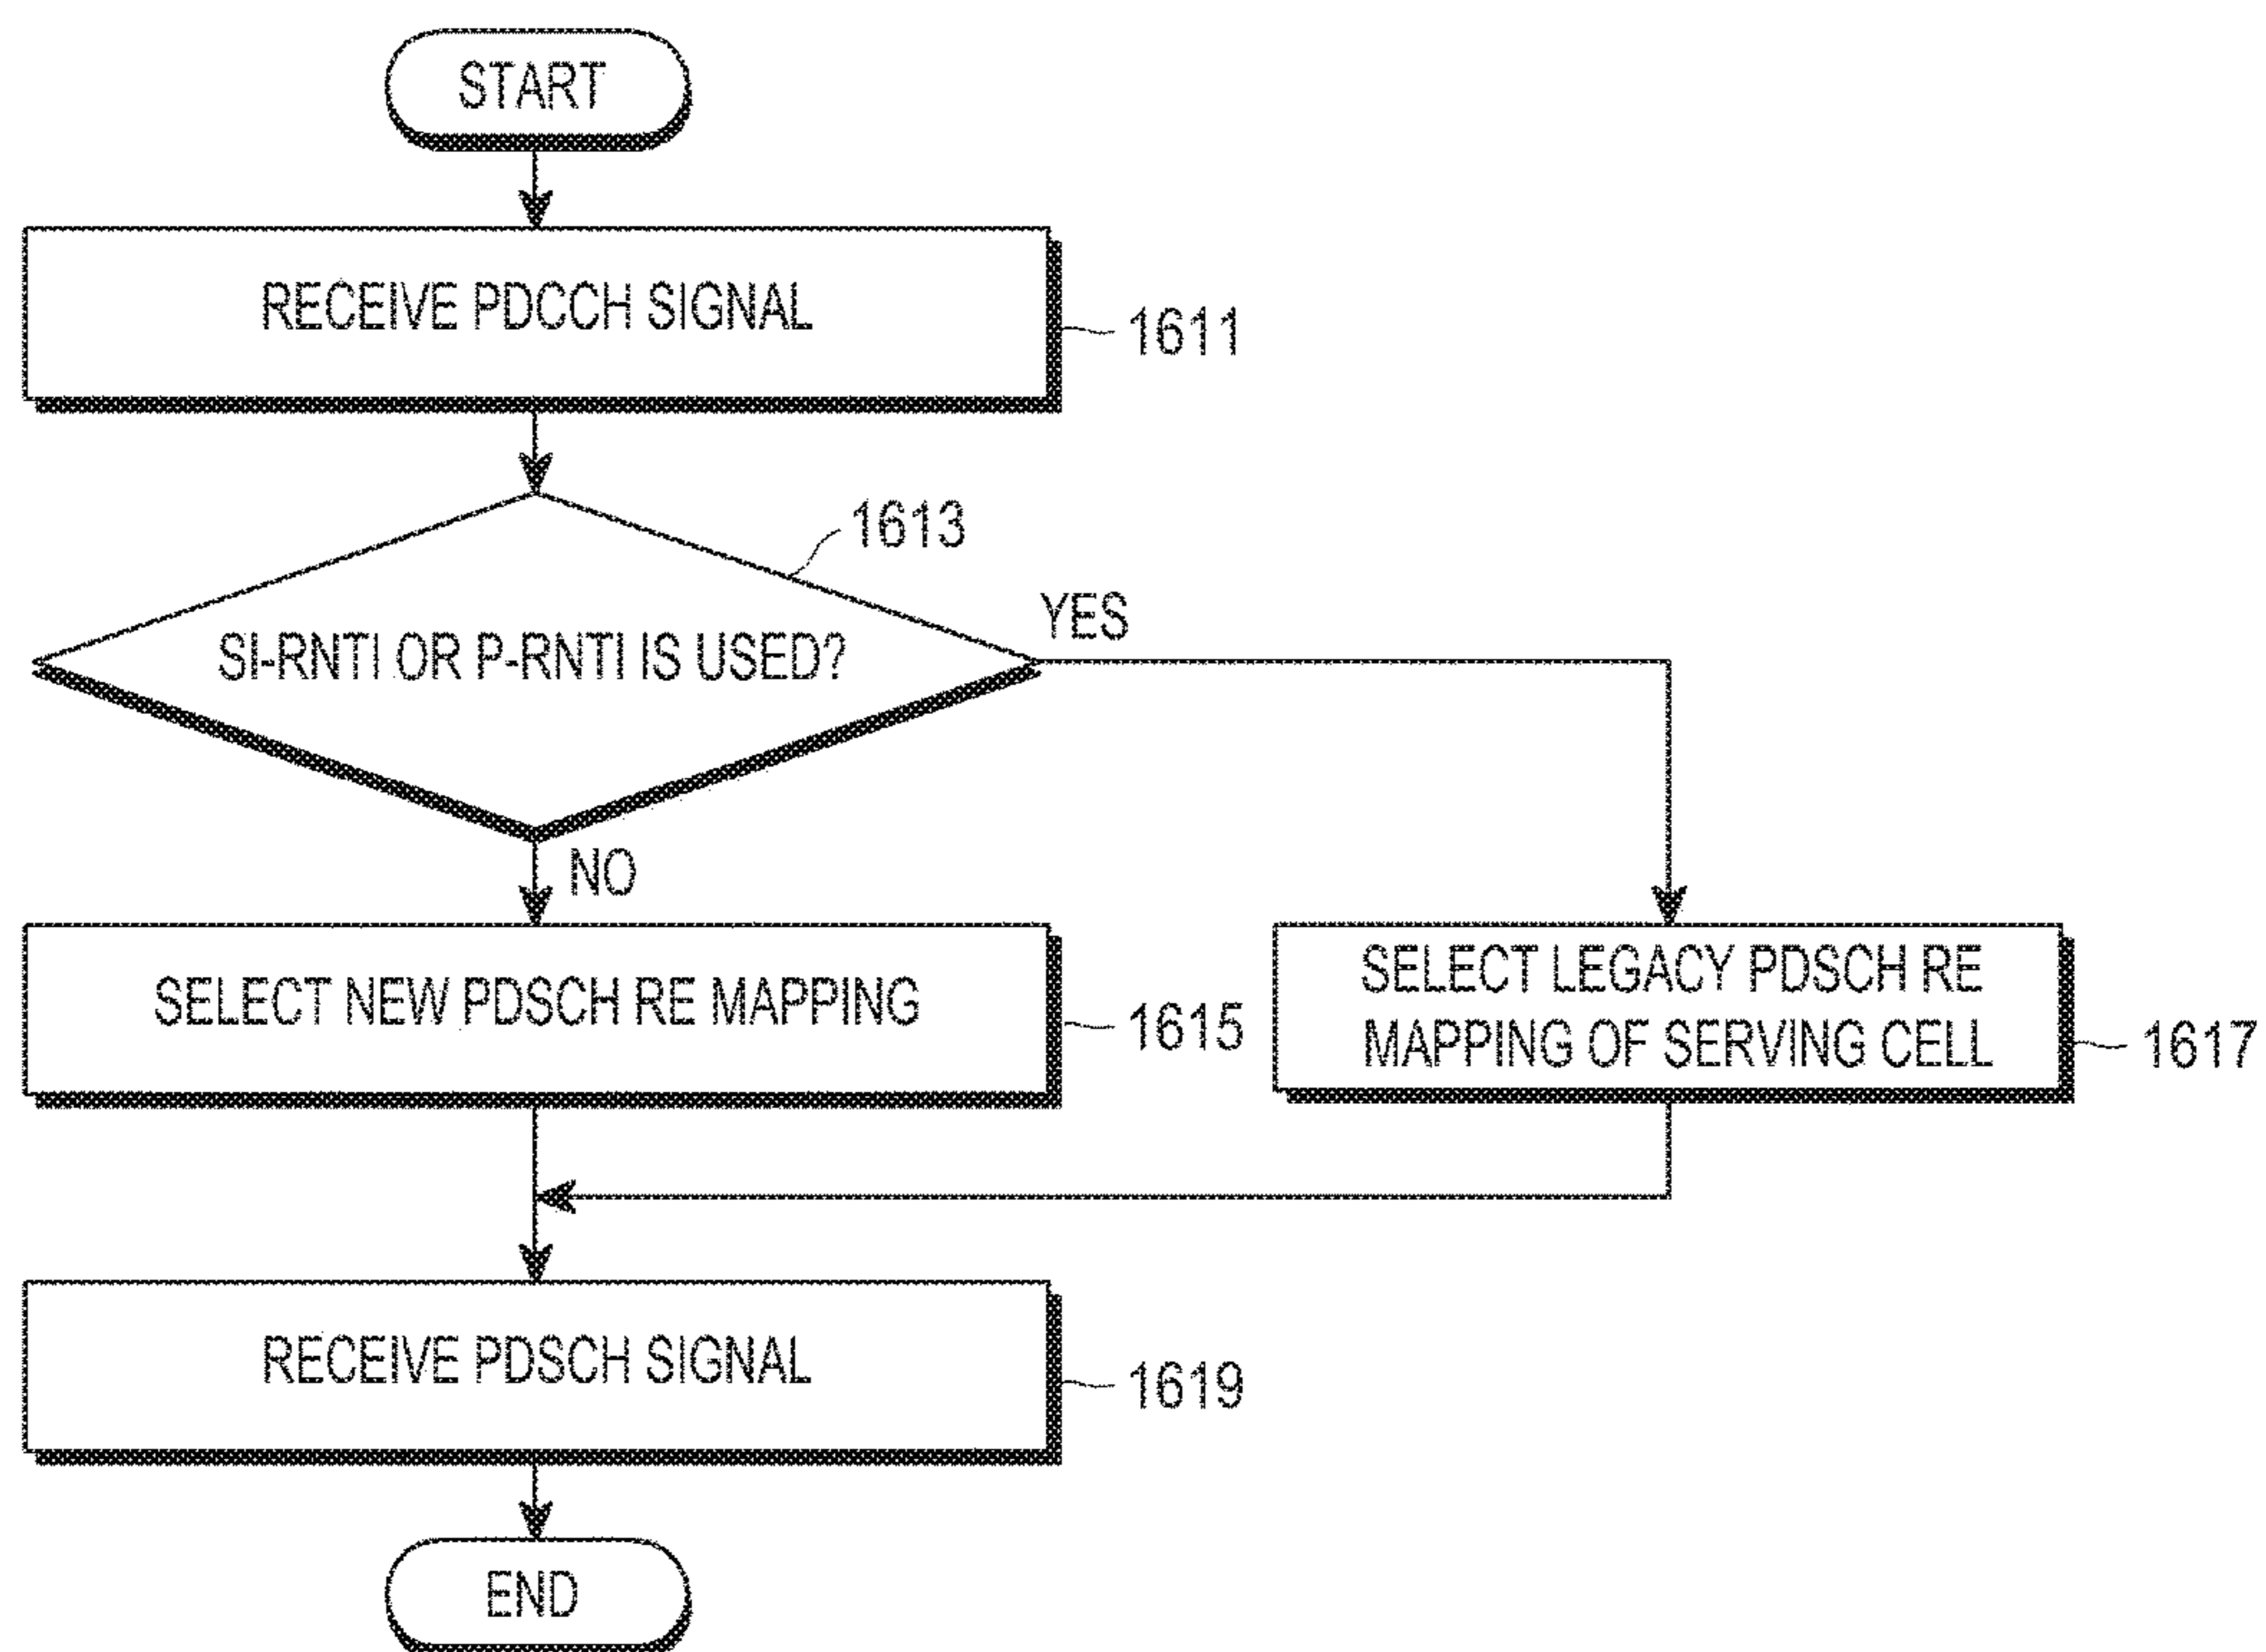 START
RECEIVE PDCCH SIGNAL
1611
1613
SI-RNTI OR P-RNTI IS USED?
YES
NO
SELECT NEW PDSCH RE MAPPING
1615
SELECT LEGACY PDSCH RE
MAPPING OF SERVING CELL
1617
RECEIVE PDSCH SIGNAL
1619
END